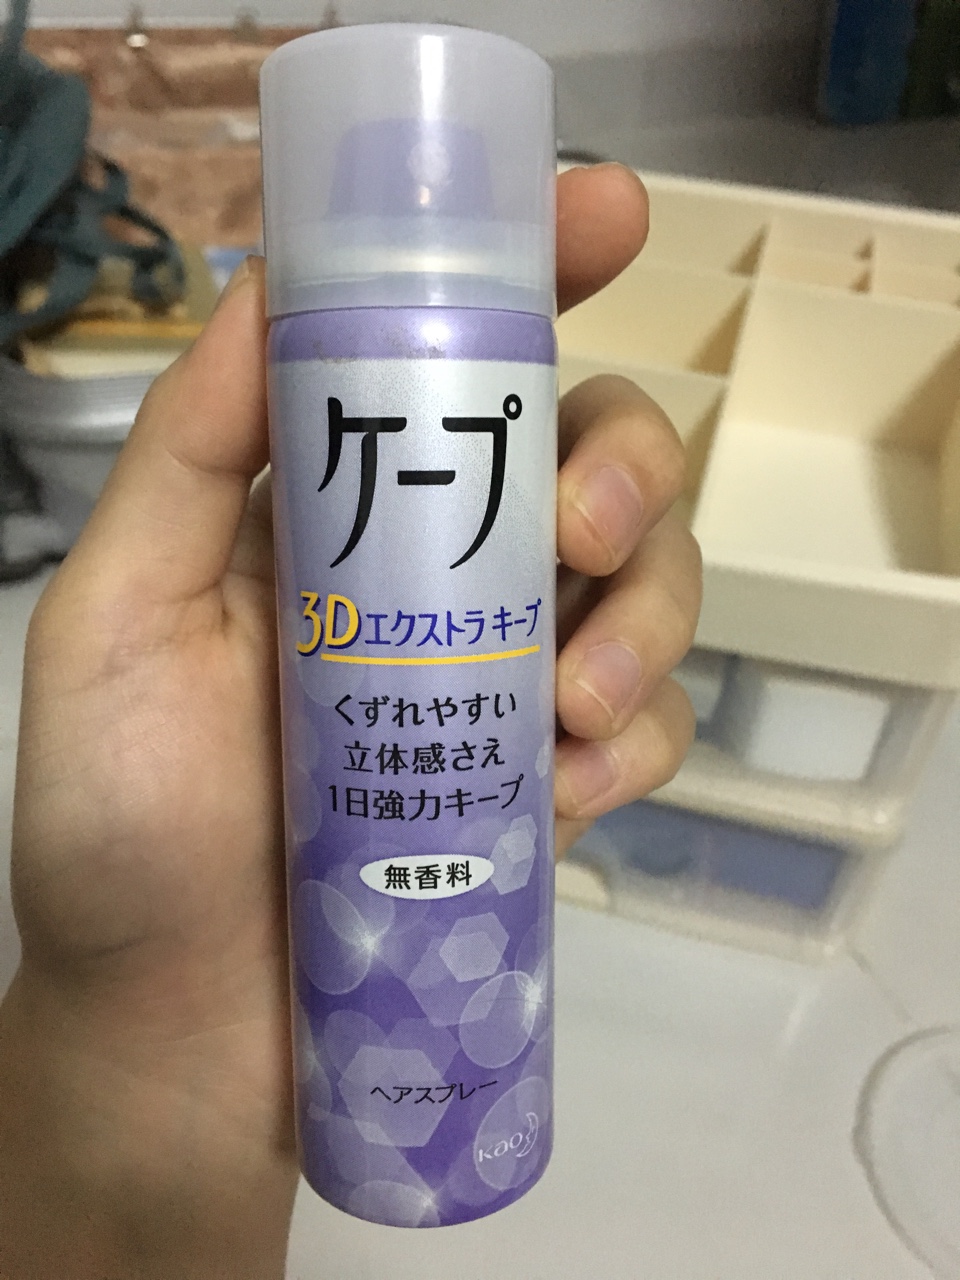 ケープ
3Dエクストラキープ
くずれやすい
立体感さえ
1日強力キープ
無香料
ヘアスプレー
kao